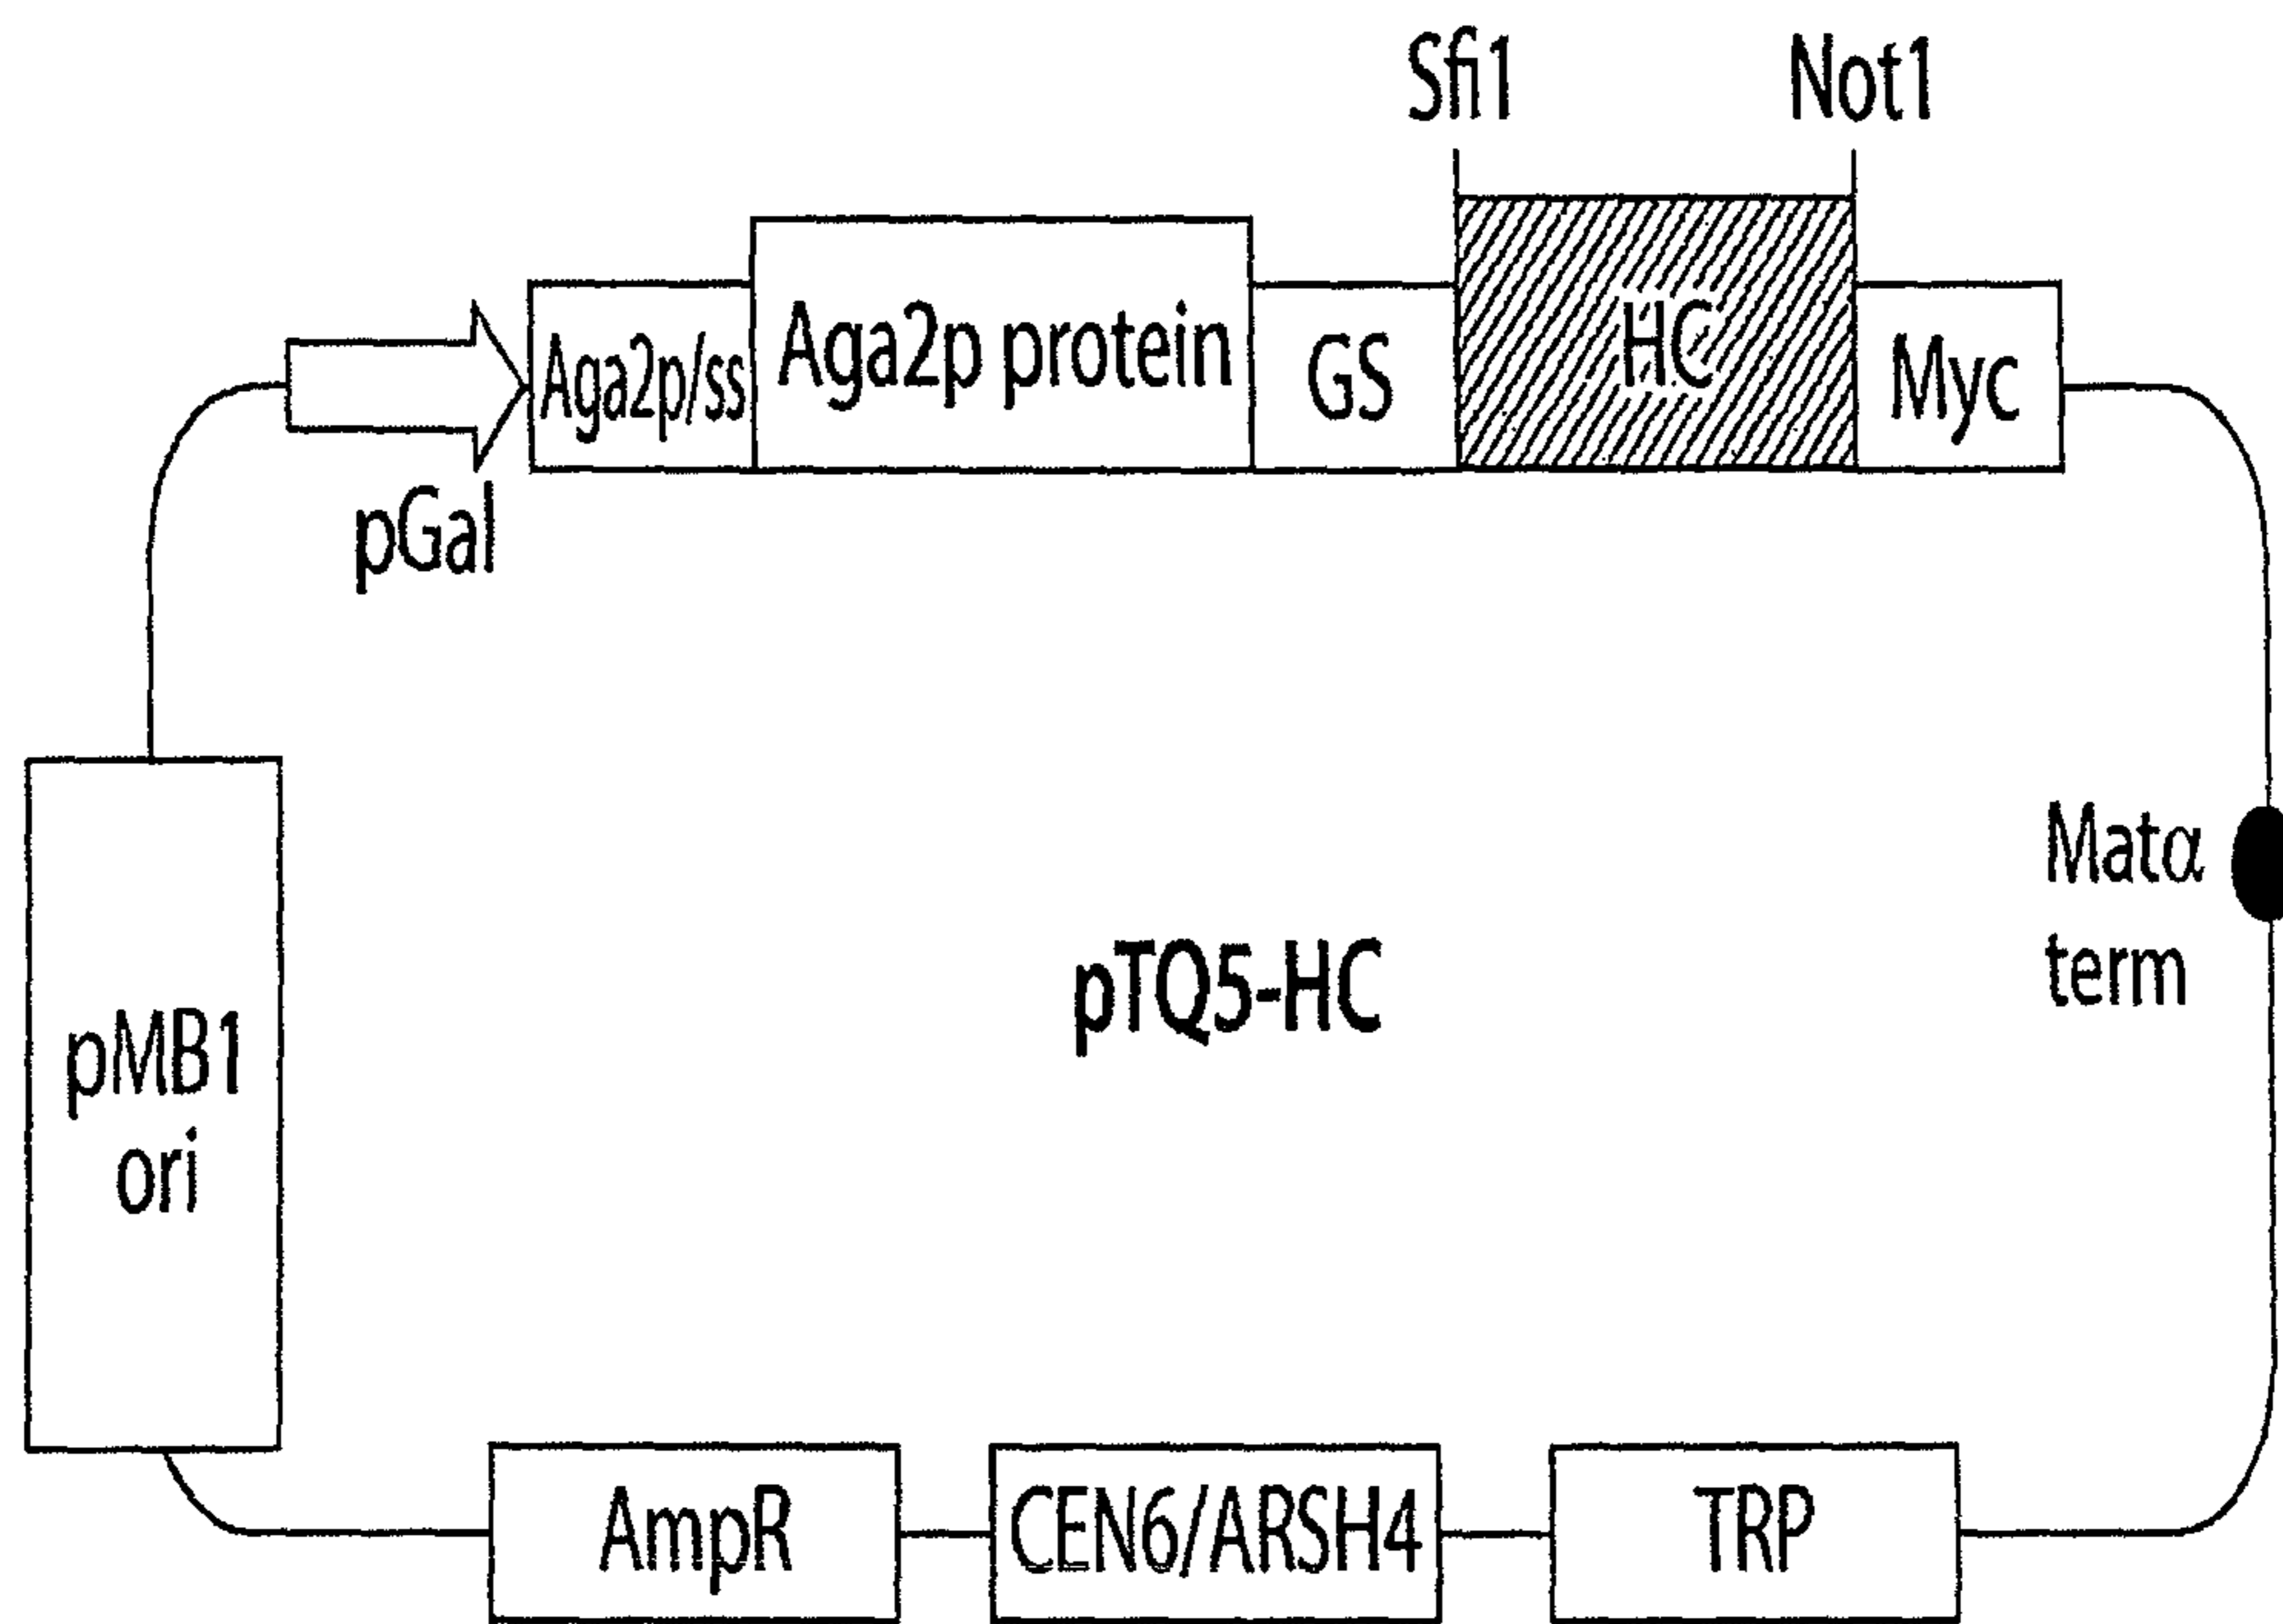 Sfi1
Not1
Aga2p/ss
Aga2p protein
GS
HC
Myc
pGal
Matα
term
pTQ5-HC
pMB1
ori
AmpR
CEN6/ARSH4
TRP